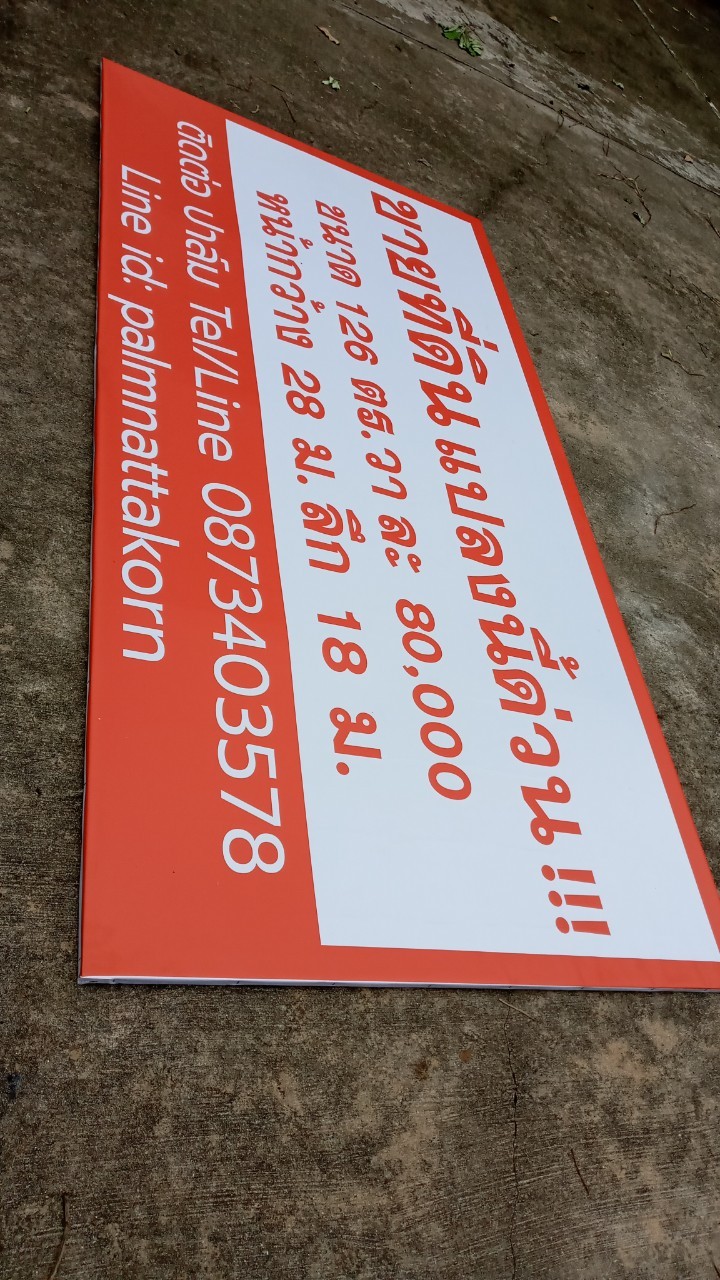 ขายที่ดินแปลงนี้ด่วน!!!
ขนาด 126 ตร.วา ละ 80,000
หน้ากว้าง 28 ม. ลึก 18 ม.
ติดต่อ ปาล์ม Tel/Line 0873403578
Line id: palmnattakorn